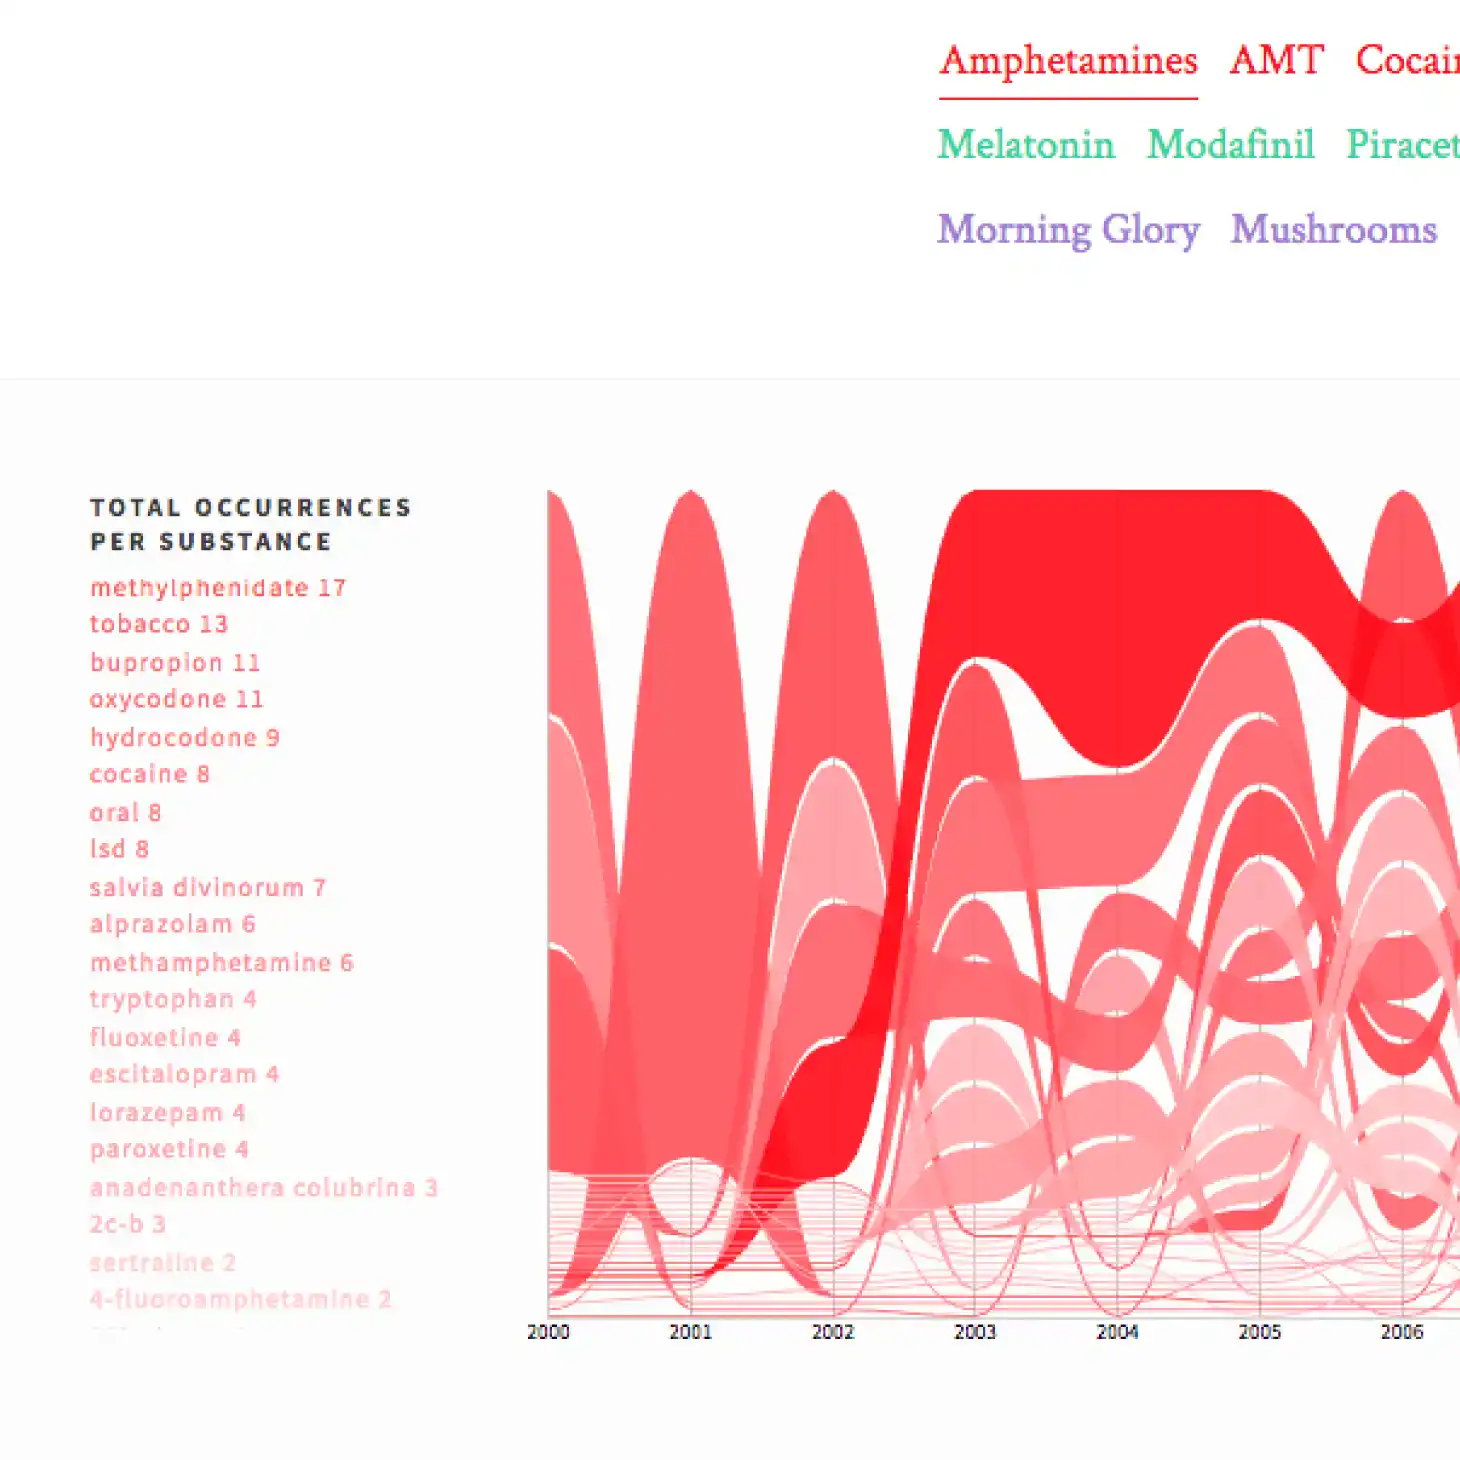 Amphetamines AMT
Melatonin Modafinil
Morning Glory Mushrooms
TOTAL OCCURRENCES
PER SUBSTANCE
methylphenidate 17
tobacco 13
bupropion 11
oxycodone 11
hydrocodone 9
cocaine 8
oral 8
lsd 8
salvia divinorum 7
alprazolam 6
methamphetamine 6
tryptophan 4
fluoxetine 4
escitalopram 4
lorazepam 4
paroxetine 4
anadenanthera colubrina 3
2c-b 3
sertraline 2
4-fluoroamphetamine 2
2000 2001 2002 2003 2004 2005 2006